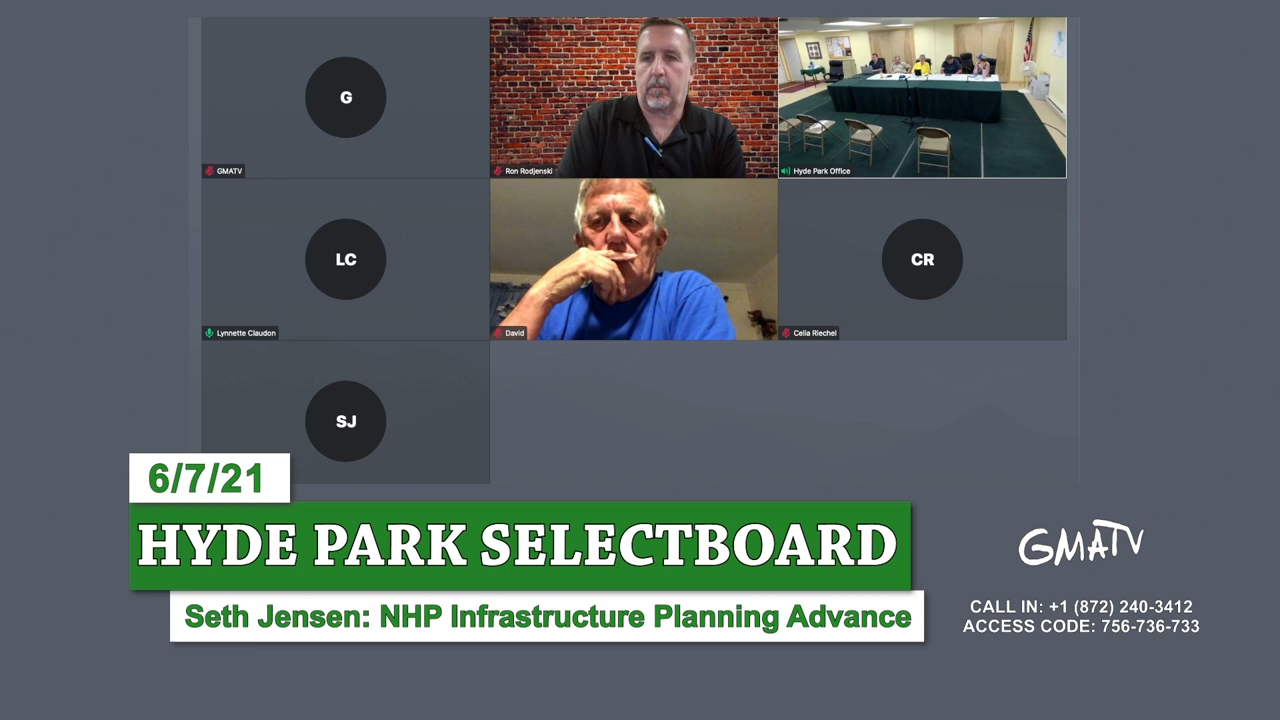 G
GMATV
Ron Rodjenski
Hyde Park Office
LC
Lynnette Claudon
David
CR
Celia Riechel
SJ
6/7/21
HYDE PARK SELECTBOARD
Seth Jensen: NHP Infrastructure Planning Advance
GMATV
CALL IN: +1 (872) 240-3412
ACCESS CODE: 756-736-733